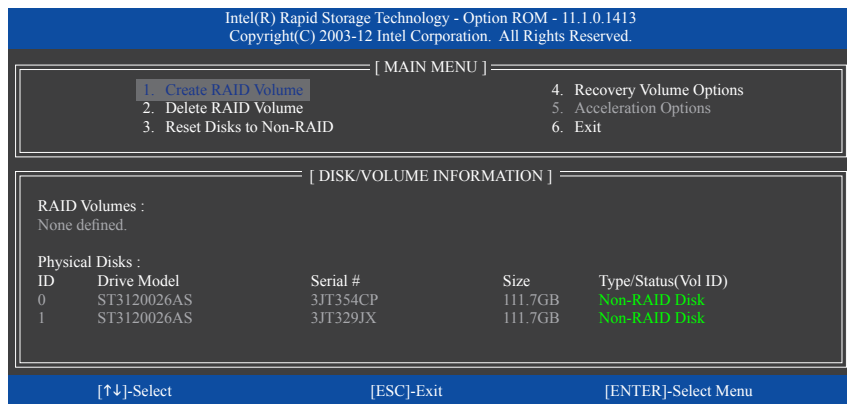 Intel(R) Rapid Storage Technology - Option ROM - 11.1.0.1413
Copyright(C) 2003-12 Intel Corporation.  All Rights Reserved.
[ MAIN MENU ]
1.  Create RAID Volume
2.  Delete RAID Volume
3.  Reset Disks to Non-RAID
4.  Recovery Volume Options
5.  Acceleration Options
6.  Exit
[ DISK/VOLUME INFORMATION ]
RAID Volumes :
None defined.
Physical Disks :
ID Drive Model Serial # Size Type/Status(Vol ID)
0 ST3120026AS 3JT354CP 111.7GB Non-RAID Disk
1 ST3120026AS 3JT329JX 111.7GB Non-RAID Disk
[↑↓]-Select [ESC]-Exit [ENTER]-Select Menu